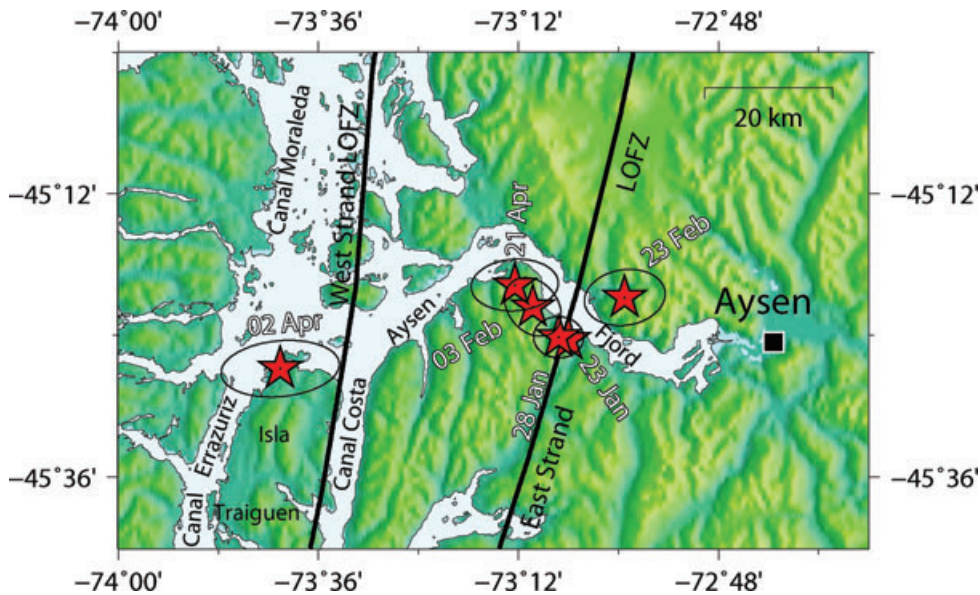 −74˚00'
−73˚36'
−73˚12'
−72˚48'
20 km
Canal Moraleda
West Strand LOFZ
LOFZ
−45˚12'
−45˚12'
21 Apr
23 Feb
Aysen
Aysen
Fjord
02 Apr
03 Feb
23 Jan
28 Jan
Errazuriz
Canal
Isla
Traiguen
Canal Costa
East Strand
−45˚36'
−45˚36'
−74˚00'
−73˚36'
−73˚12'
−72˚48'